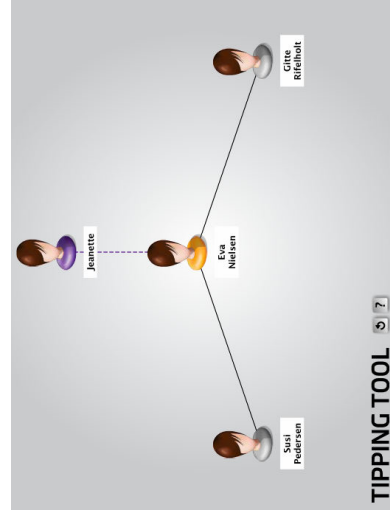 Jeanette
Eva
Nielsen
Susi
Pedersen
Gitte
Rifelholt
TIPPING TOOL
?